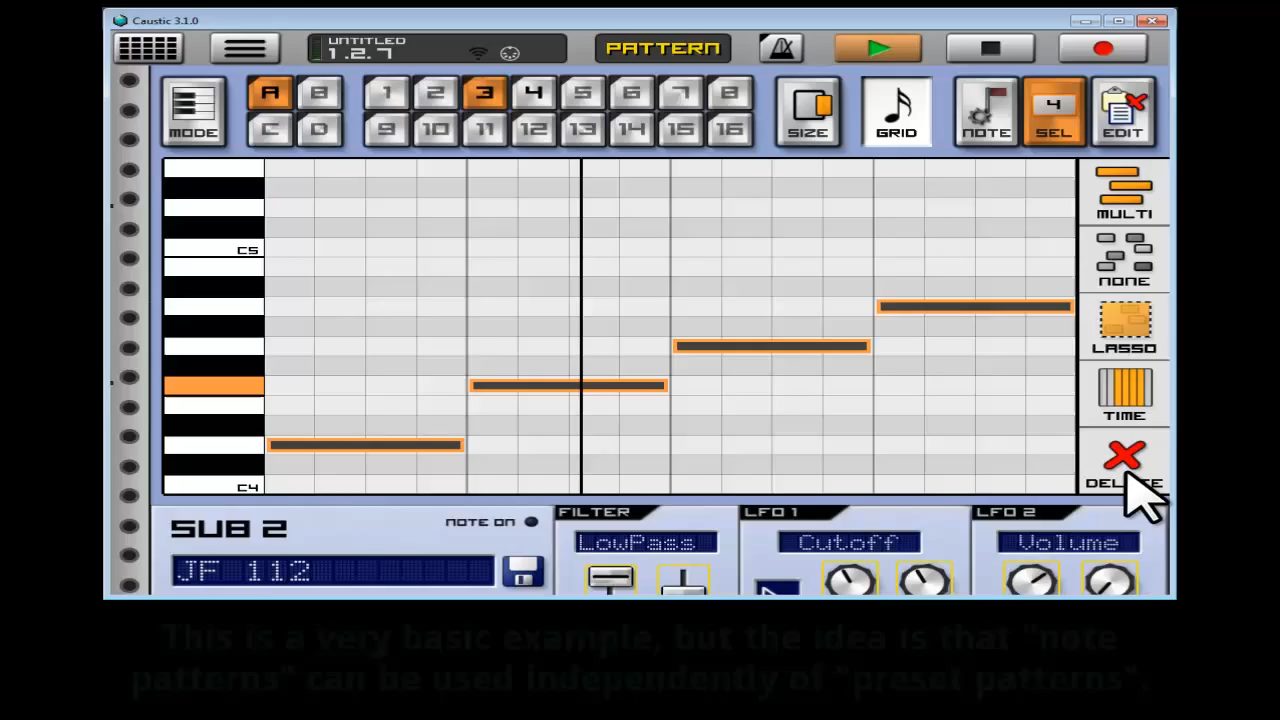 Caustic 3.1.0
UNTITLED
1.2.7
PATTERN
MODE
A B 1 2 3 4 5 6 7 8
C D 9 10 11 12 13 14 15 16
SIZE
GRID
NOTE
4
SEL
EDIT
MULTI
C5
NONE
LASSO
TIME
C4
SUB 2
NOTE ON
FILTER
LFO 1
LFO 2
LowPass
Cutoff
Volume
JF 112
This is a very basic example, but the idea is that "note
patterns" can be used independently of "preset patterns".